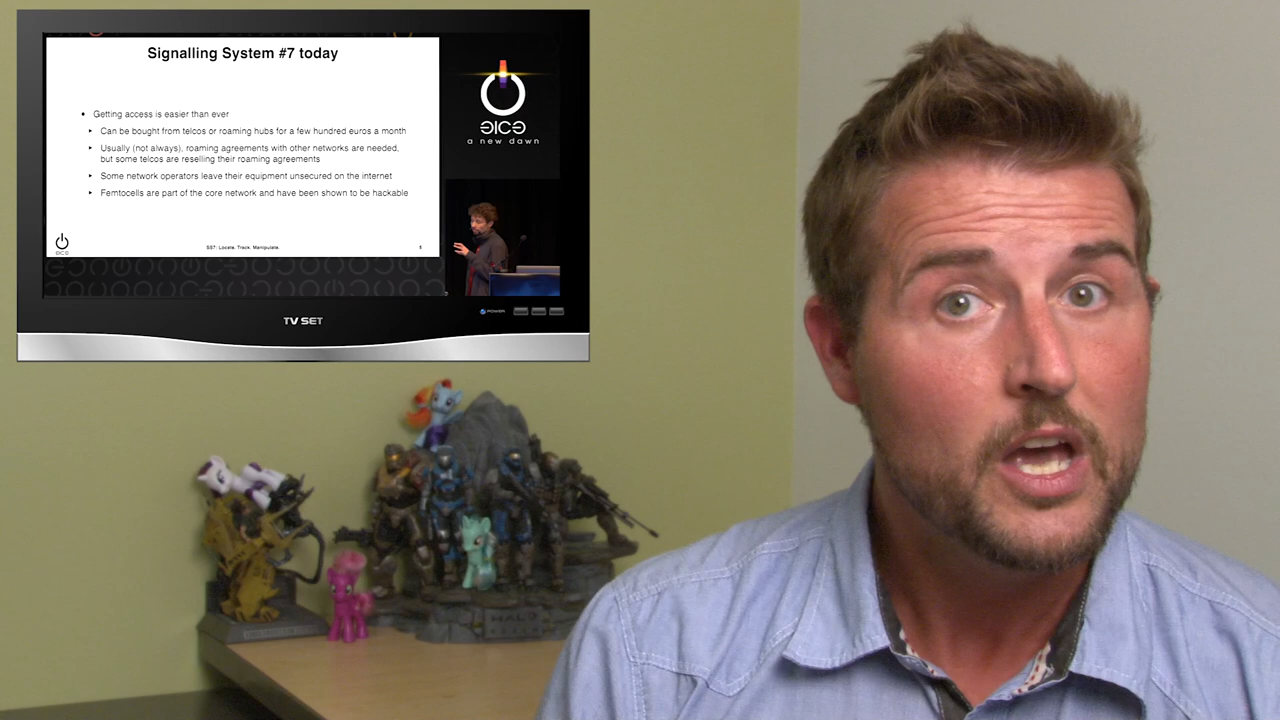 Signalling System #7 today
• Getting access is easier than ever
‣ Can be bought from telcos or roaming hubs for a few hundred euros a month
‣ Usually (not always), roaming agreements with other networks are needed,
but some telcos are reselling their roaming agreements
‣ Some network operators leave their equipment unsecured on the internet
‣ Femtocells are part of the core network and have been shown to be hackable
SS7: Locate. Track. Manipulate.
a new dawn
POWER
TV SET
HALO